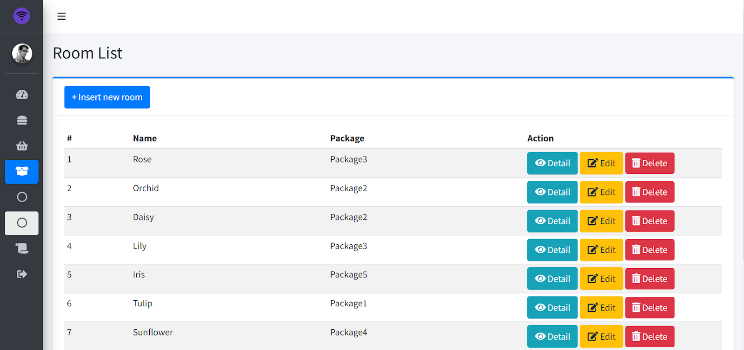 Room List
+ Insert new room
# Name Package Action
1 Rose Package3 Detail Edit Delete
2 Orchid Package2 Detail Edit Delete
3 Daisy Package2 Detail Edit Delete
4 Lily Package3 Detail Edit Delete
5 Iris Package5 Detail Edit Delete
6 Tulip Package1 Detail Edit Delete
7 Sunflower Package4 Detail Edit Delete